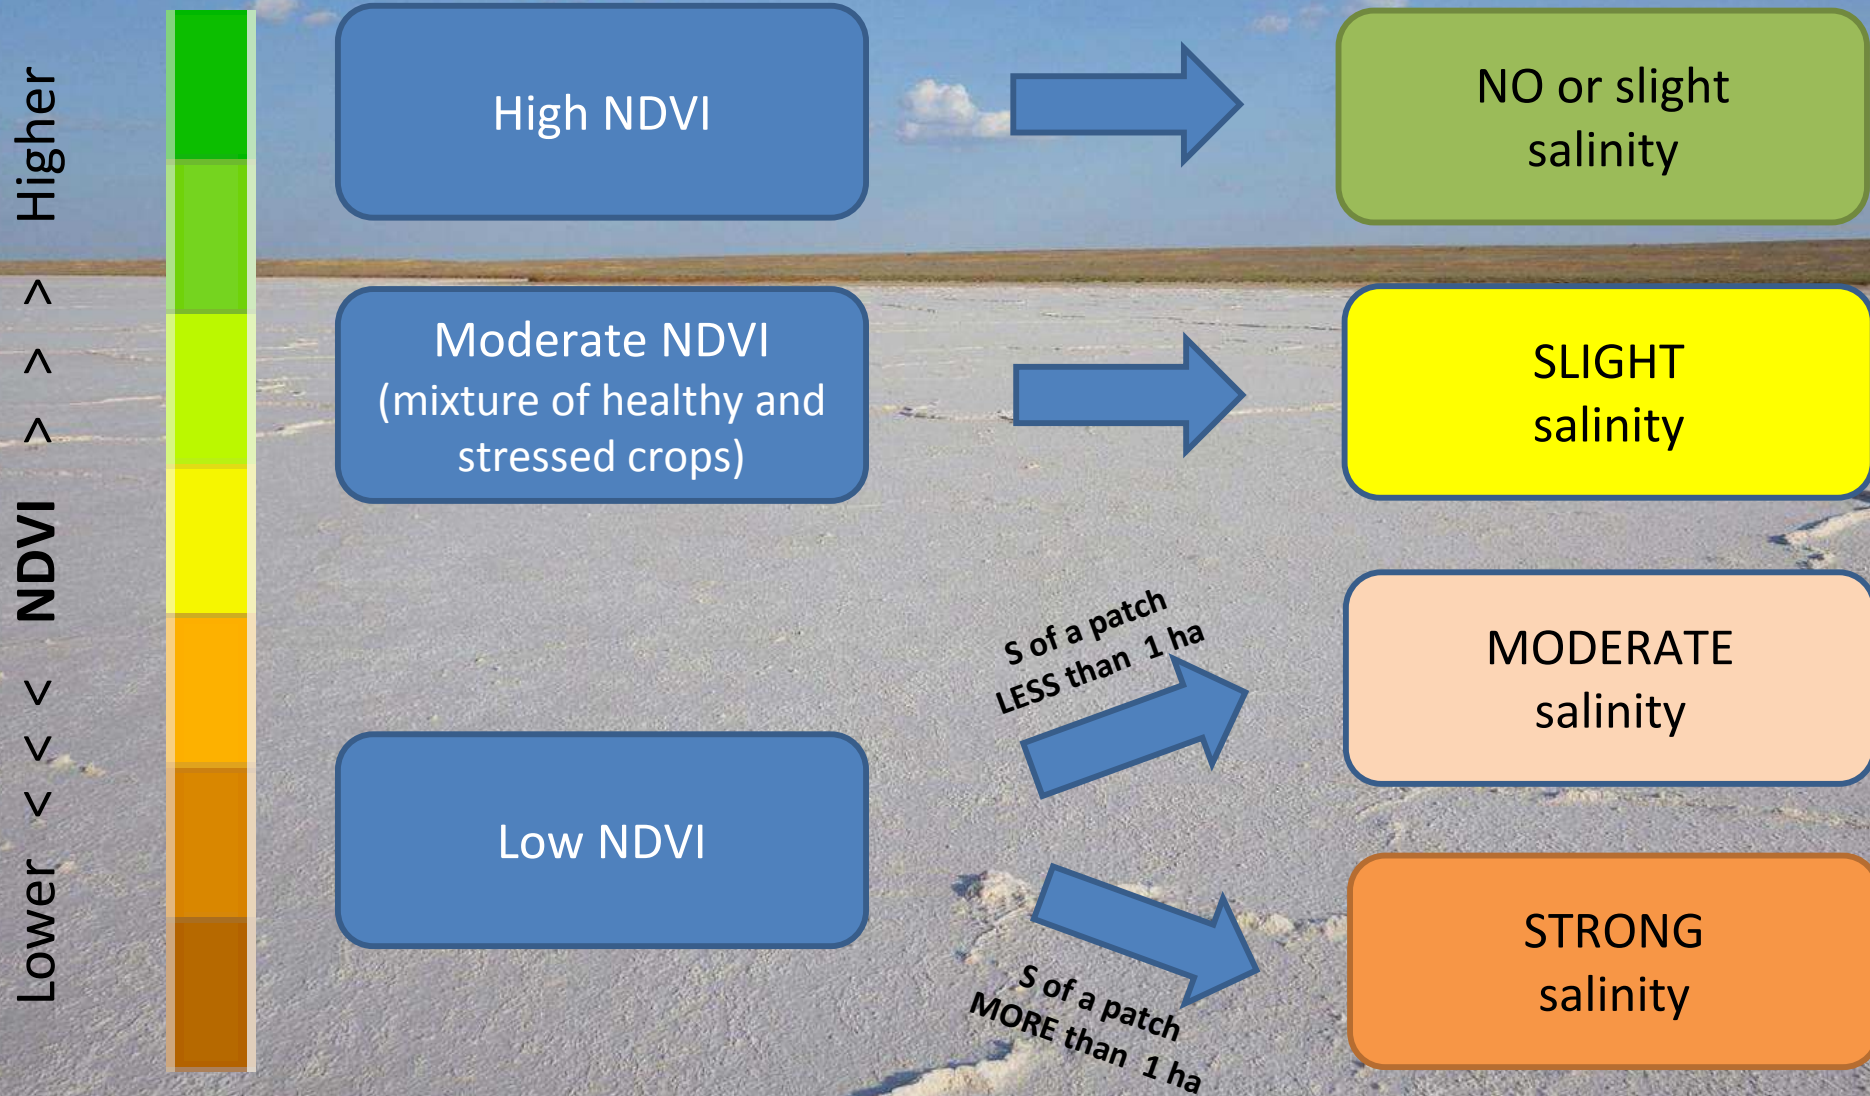 Lower < < < NDVI > > > Higher
High NDVI
NO or slight
salinity
Moderate NDVI
(mixture of healthy and
stressed crops)
SLIGHT
salinity
Low NDVI
S of a patch
LESS than 1 ha
MODERATE
salinity
S of a patch
MORE than 1 ha
STRONG
salinity